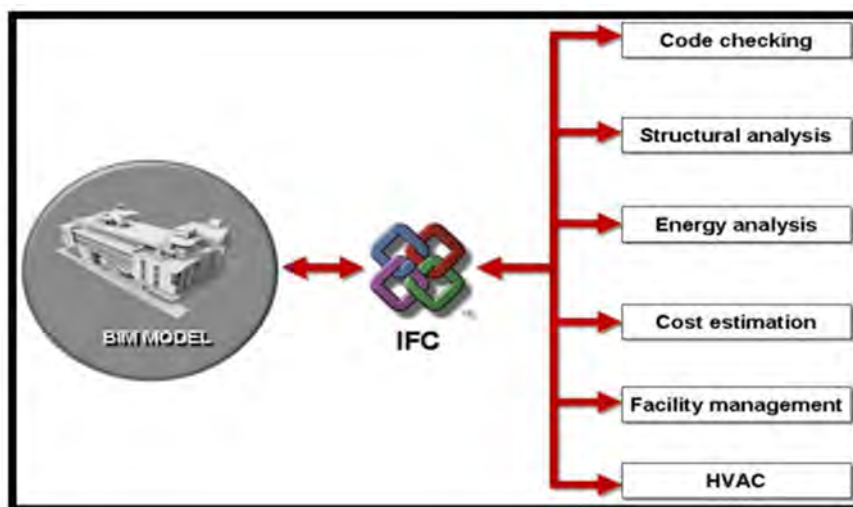 Code checking
Structural analysis
Energy analysis
BIM MODEL
IFC
Cost estimation
Facility management
HVAC